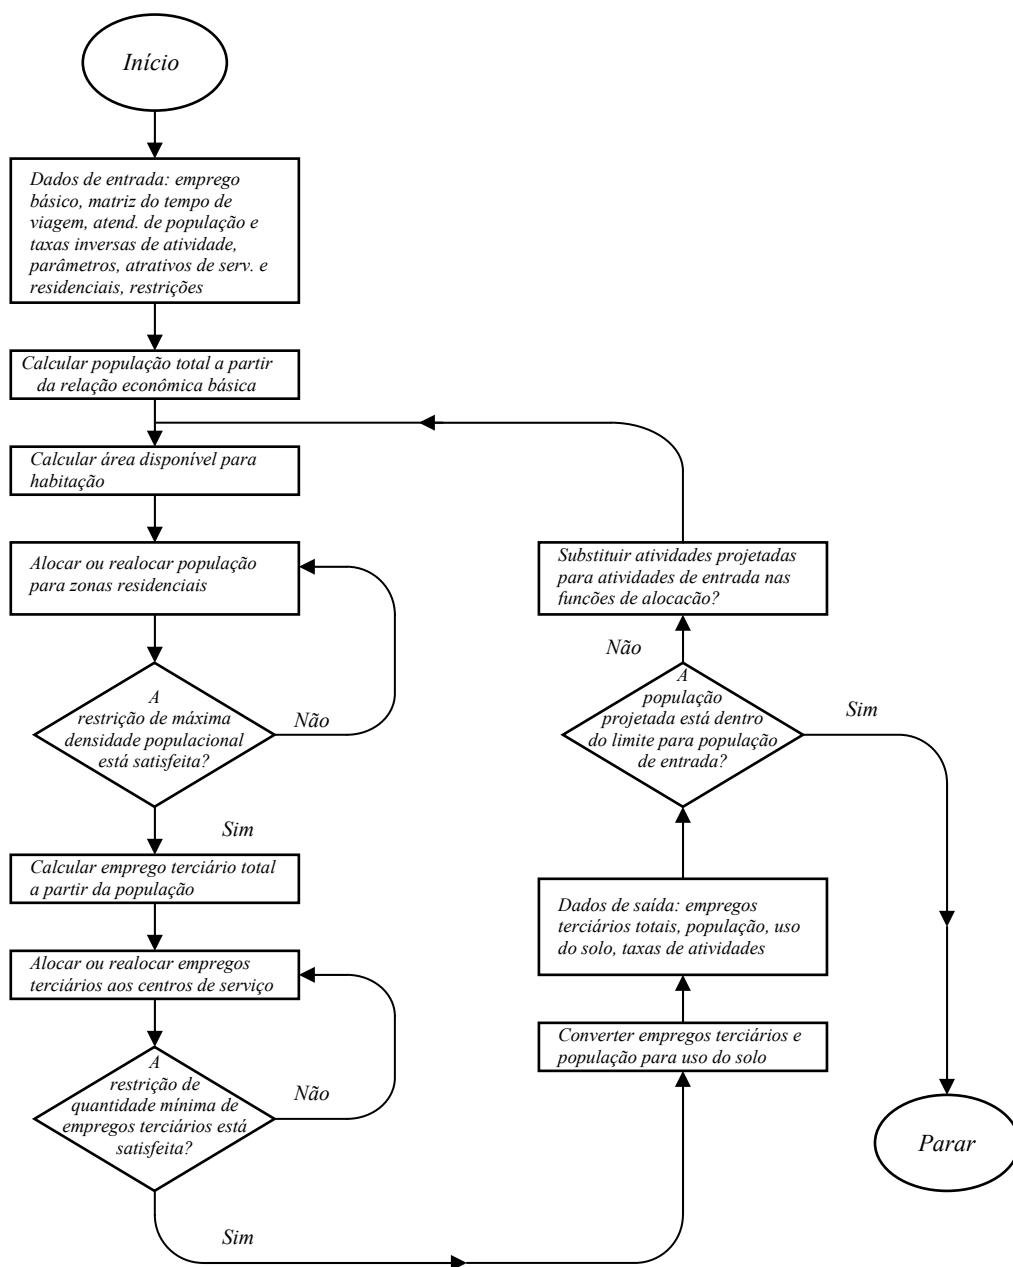 Início
Dados de entrada: emprego
básico, matriz do tempo de
viagem, atend. de população e
taxas inversas de atividade,
parâmetros, atrativos de serv. e
residenciais, restrições
Calcular população total a partir
da relação econômica básica
Calcular área disponível para
habitação
Alocar ou realocar população
para zonas residenciais
A
restrição de máxima
densidade populacional
está satisfeita?
Não
Sim
Calcular emprego terciário total
a partir da população
Alocar ou realocar empregos
terciários aos centros de serviço
A
restrição de
quantidade mínima de
empregos terciários está
satisfeita?
Não
Sim
Converter empregos terciários e
população para uso do solo
Dados de saída: empregos
terciários totais, população, uso
do solo, taxas de atividades
A
população
projetada está dentro
do limite para população
de entrada?
Não
Sim
Substituir atividades projetadas
para atividades de entrada nas
funcões de alocação?
Parar